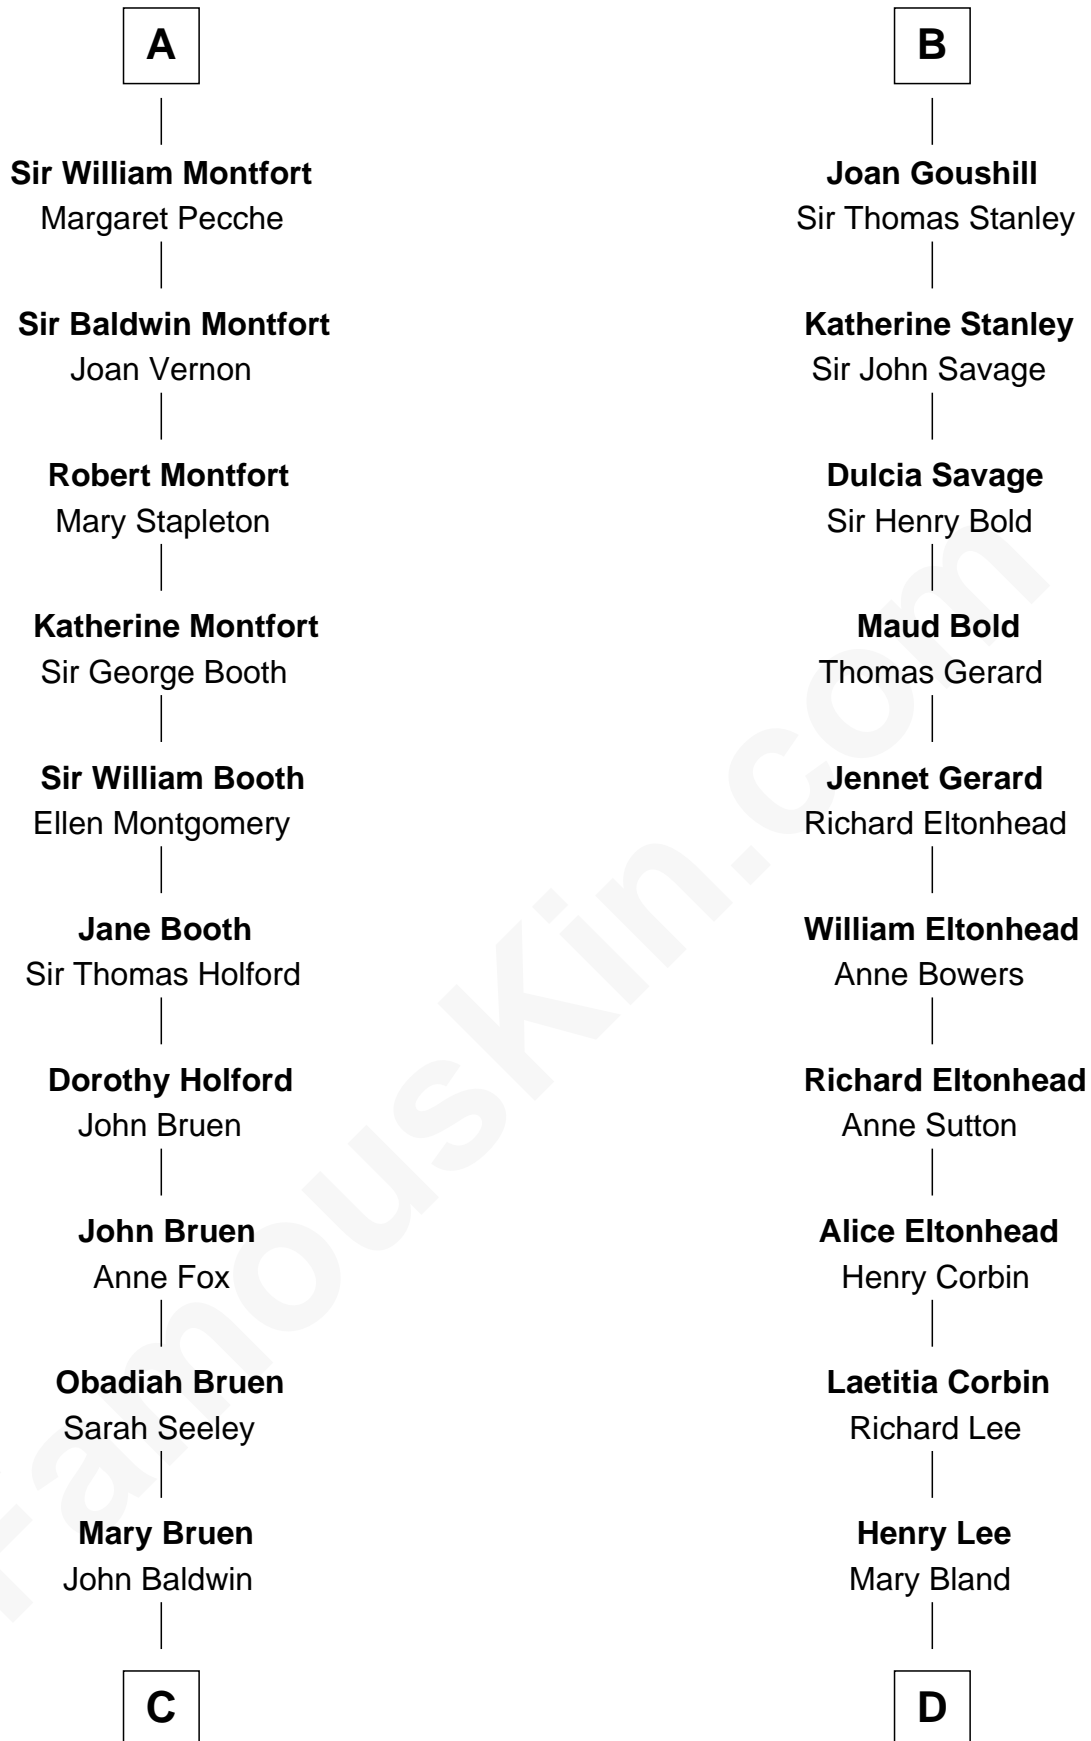 A
Sir William Montfort
Margaret Pecche
Sir Baldwin Montfort
Joan Vernon
Robert Montfort
Mary Stapleton
Katherine Montfort
Sir George Booth
Sir William Booth
Ellen Montgomery
Jane Booth
Sir Thomas Holford
Dorothy Holford
John Bruen
John Bruen
Anne Fox
Obadiah Bruen
Sarah Seeley
Mary Bruen
John Baldwin
C
B
Joan Goushill
Sir Thomas Stanley
Katherine Stanley
Sir John Savage
Dulcia Savage
Sir Henry Bold
Maud Bold
Thomas Gerard
Jennet Gerard
Richard Eltonhead
William Eltonhead
Anne Bowers
Richard Eltonhead
Anne Sutton
Alice Eltonhead
Henry Corbin
Laetitia Corbin
Richard Lee
Henry Lee
Mary Bland
D
FamousKin.com